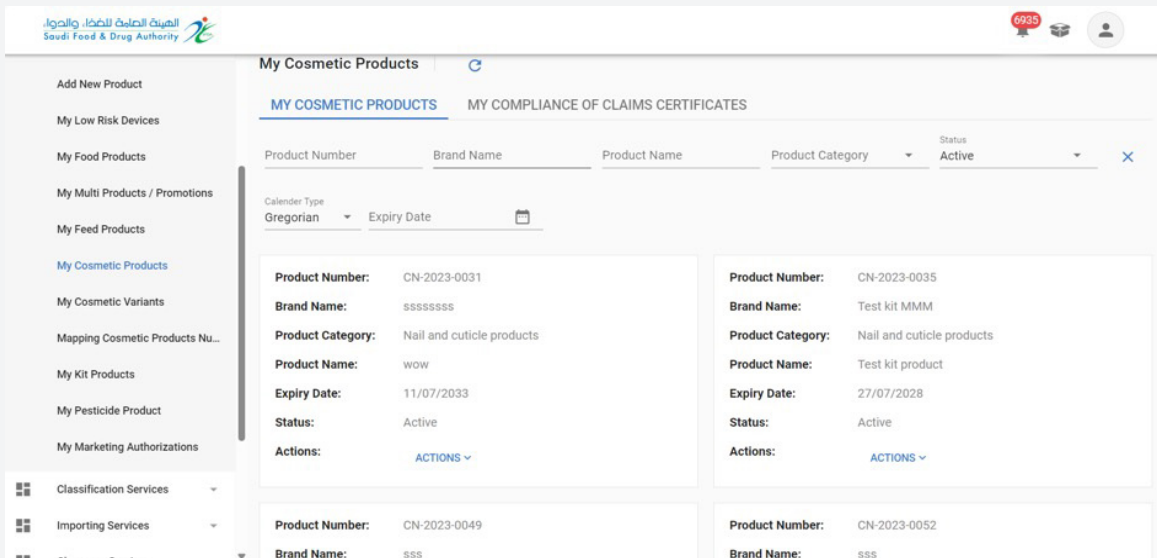 الهيئة العامة للغذاء والدواء
Saudi Food & Drug Authority
6935
Add New Product
My Low Risk Devices
My Food Products
My Multi Products / Promotions
My Feed Products
My Cosmetic Products
My Cosmetic Variants
Mapping Cosmetic Products Nu...
My Kit Products
My Pesticide Product
My Marketing Authorizations
Classification Services
Importing Services
My Cosmetic Products
MY COSMETIC PRODUCTS MY COMPLIANCE OF CLAIMS CERTIFICATES
Status
Product Number Brand Name Product Name Product Category Active
Calender Type
Gregorian Expiry Date
Product Number: CN-2023-0031
Brand Name: ssssssss
Product Category: Nail and cuticle products
Product Name: wow
Expiry Date: 11/07/2033
Status: Active
Actions: ACTIONS
Product Number: CN-2023-0035
Brand Name: Test kit MMM
Product Category: Nail and cuticle products
Product Name: Test kit product
Expiry Date: 27/07/2028
Status: Active
Actions: ACTIONS
Product Number: CN-2023-0049
Brand Name: sss
Product Number: CN-2023-0052
Brand Name: sss